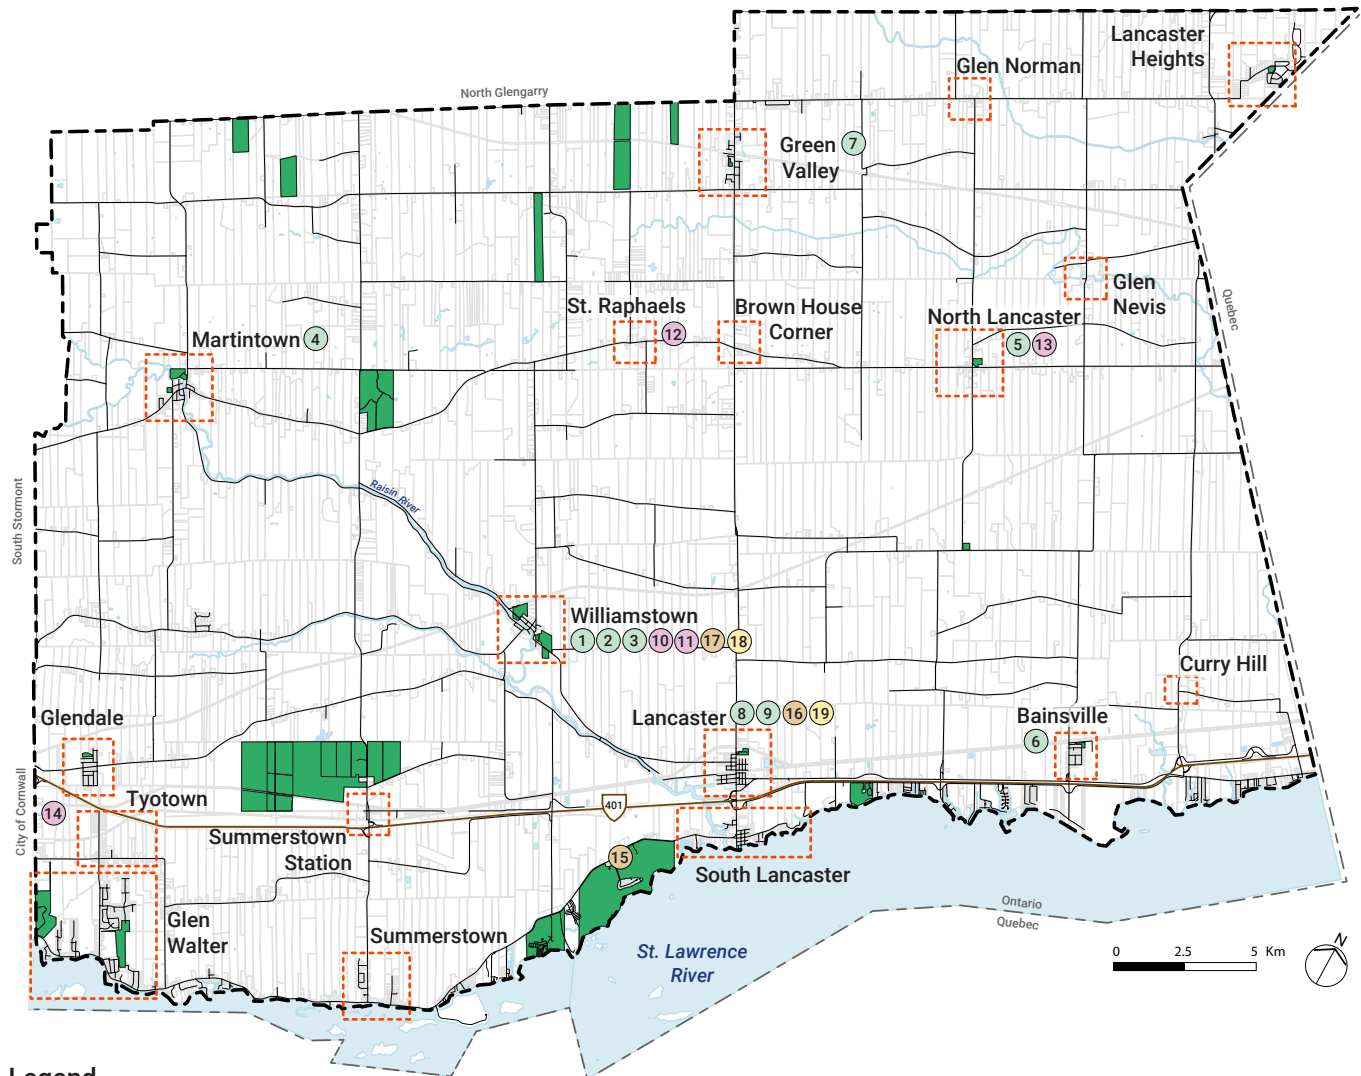 Lancaster
Heights
Glen Norman
North Glengarry
Green
Valley
7
Glen
Nevis
Quebec
St. Raphaels
12
Brown House
Corner
North Lancaster
5 13
Martintown 4
South Stormont
Raisin River
Williamstown
1 2 3 10 11 17 18
Curry Hill
Glendale
Lancaster 8 9 16 19
Bainsville
6
Tyotown
14
City of Cornwall
401
Summerstown
Station
15
South Lancaster
Glen
Walter
Summerstown
St. Lawrence
River
Ontario
Quebec
0 2.5 5 Km
N
Legend